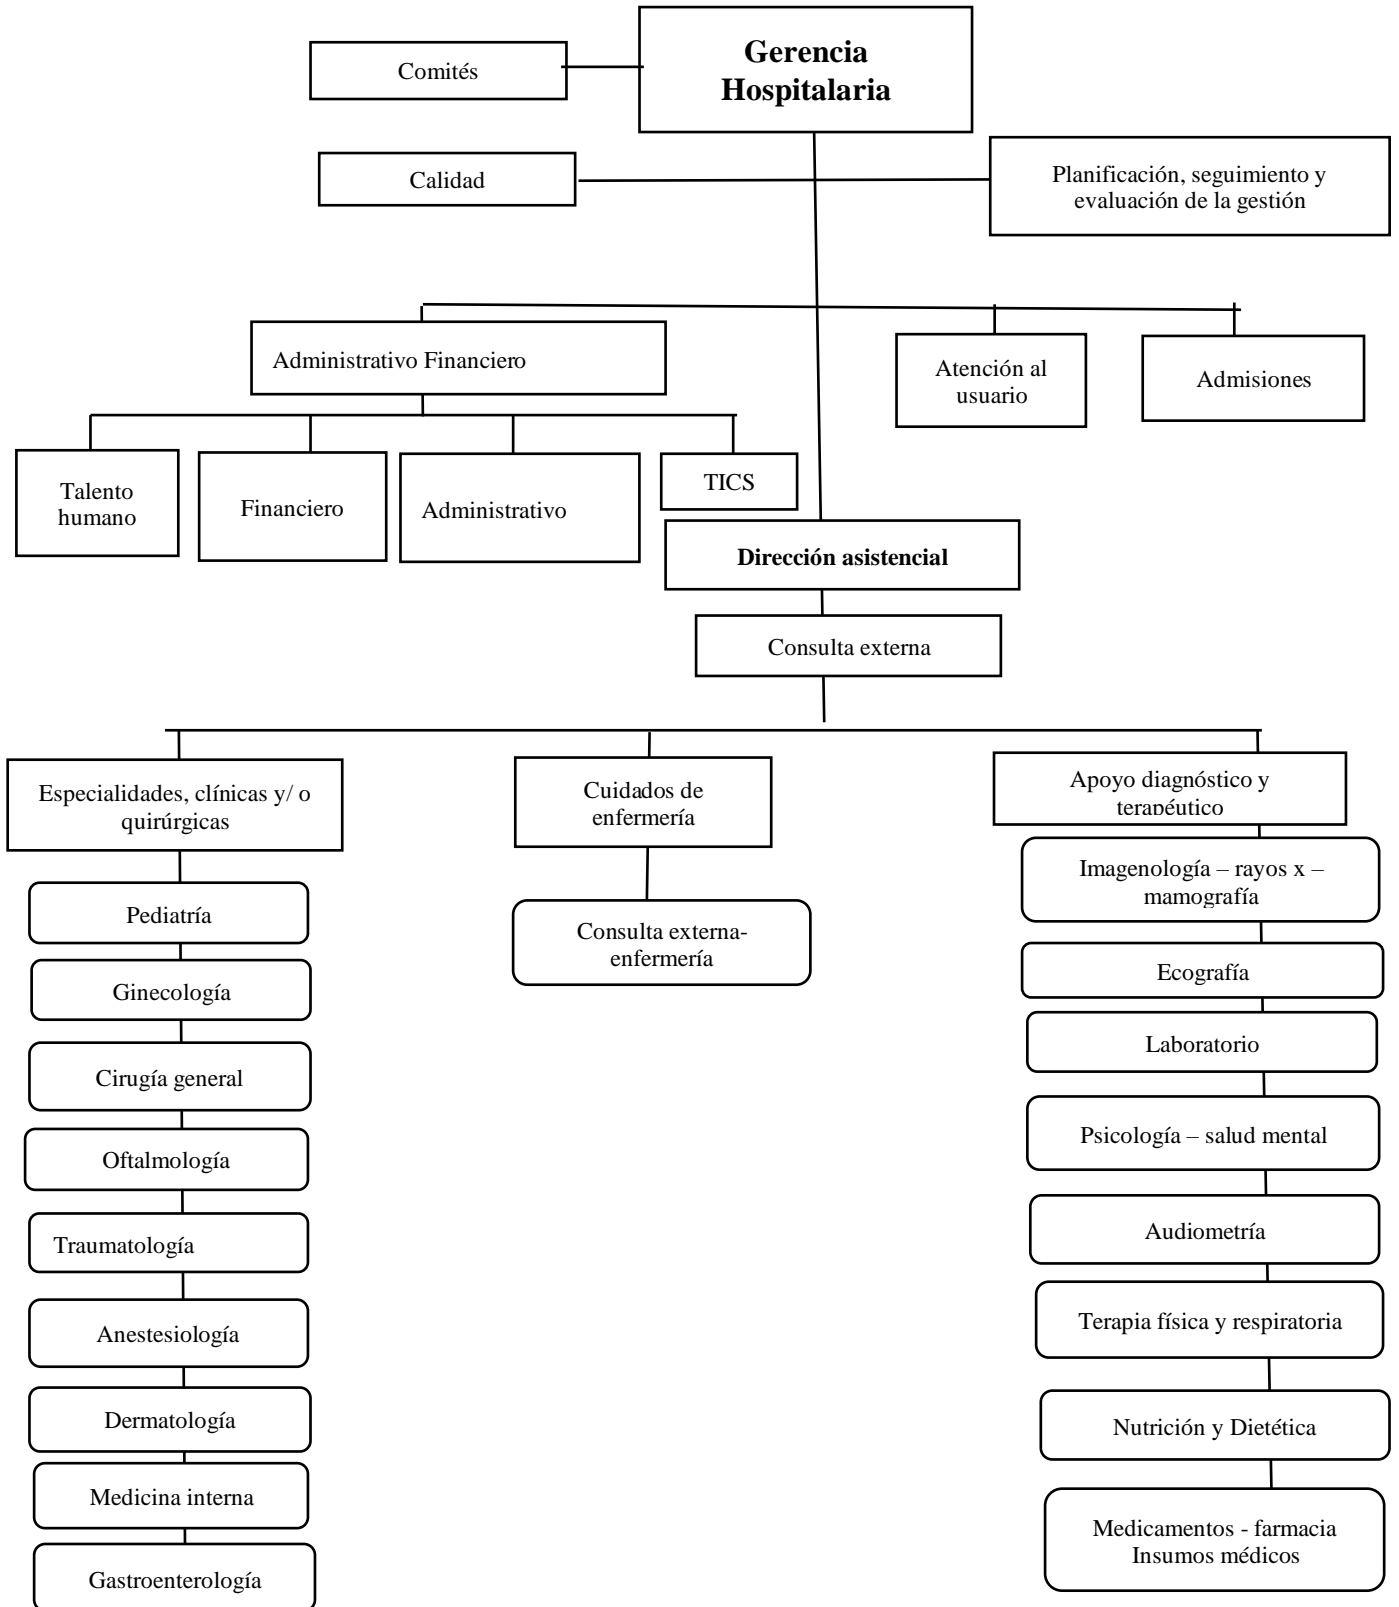 Gerencia
Hospitalaria
Comités
Calidad
Planificación, seguimiento y
evaluación de la gestión
Administrativo Financiero
Atención al
usuario
Admisiones
Talento
humano
Financiero
Administrativo
TICS
Dirección asistencial
Consulta externa
Especialidades, clínicas y/ o
quirúrgicas
Pediatría
Ginecología
Cirugía general
Oftalmología
Traumatología
Anestesiología
Dermatología
Medicina interna
Gastroenterología
Cuidados de
enfermería
Consulta externa-
enfermería
Apoyo diagnóstico y
terapéutico
Imagenología – rayos x –
mamografía
Ecografía
Laboratorio
Psicología – salud mental
Audiometría
Terapia física y respiratoria
Nutrición y Dietética
Medicamentos - farmacia
Insumos médicos